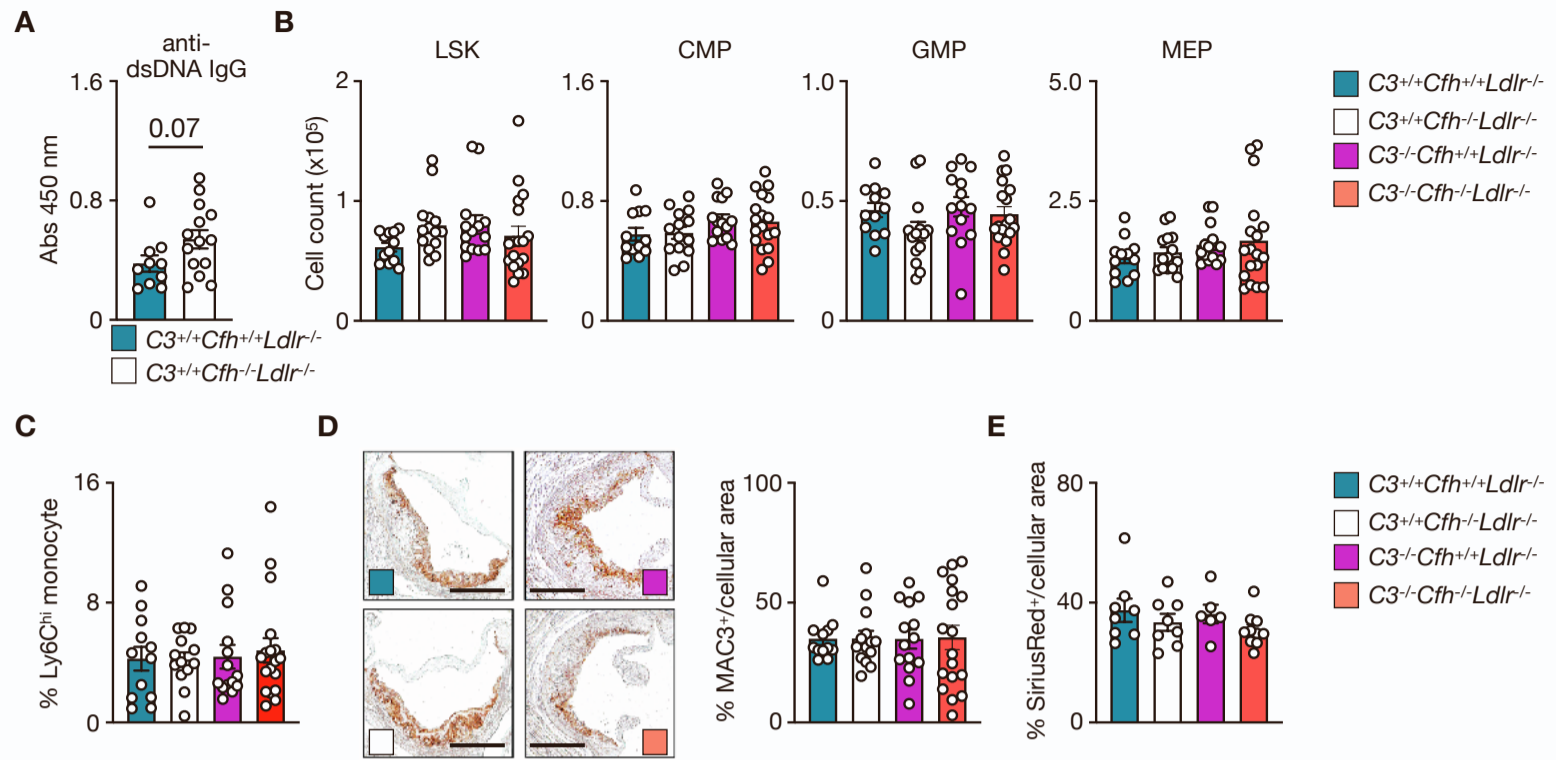 A
anti-
dsDNA IgG
1.6
0.8
0
Abs 450 nm
0.07
C3+/+Cfh+/+Ldlr-/-
C3+/+Cfh-/-Ldlr-/-
B
LSK
2
1
0
Cell count (x10⁵)
CMP
1.6
0.8
0
GMP
1.0
0.5
0
MEP
5.0
2.5
0
C3+/+Cfh+/+Ldlr-/-
C3+/+Cfh-/-Ldlr-/-
C3-/-Cfh+/+Ldlr-/-
C3-/-Cfh-/-Ldlr-/-
C
16
8
0
% Ly6Chi monocyte
D
100
50
0
% MAC3+/cellular area
E
80
40
0
% SiriusRed+/cellular area
C3+/+Cfh+/+Ldlr-/-
C3+/+Cfh-/-Ldlr-/-
C3-/-Cfh+/+Ldlr-/-
C3-/-Cfh-/-Ldlr-/-